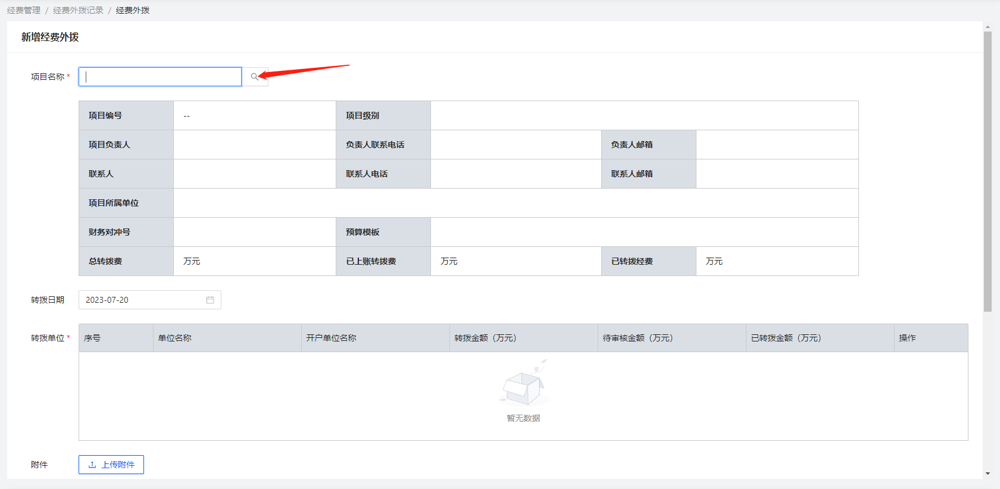 经费管理 / 经费外拨记录 / 经费外拨
新增经费外拨
项目名称 *
项目编号 -- 项目级别
项目负责人 负责人联系电话 负责人邮箱
联系人 联系人电话 联系人邮箱
项目所属单位
财务对冲号 预算模板
总转拨费 万元 已上账转拨费 万元 已转拨经费 万元
转拨日期 2023-07-20
转拨单位 * 序号 单位名称 开户单位名称 转拨金额（万元） 待审核金额（万元） 已转拨金额（万元） 操作
暂无数据
附件 上传附件